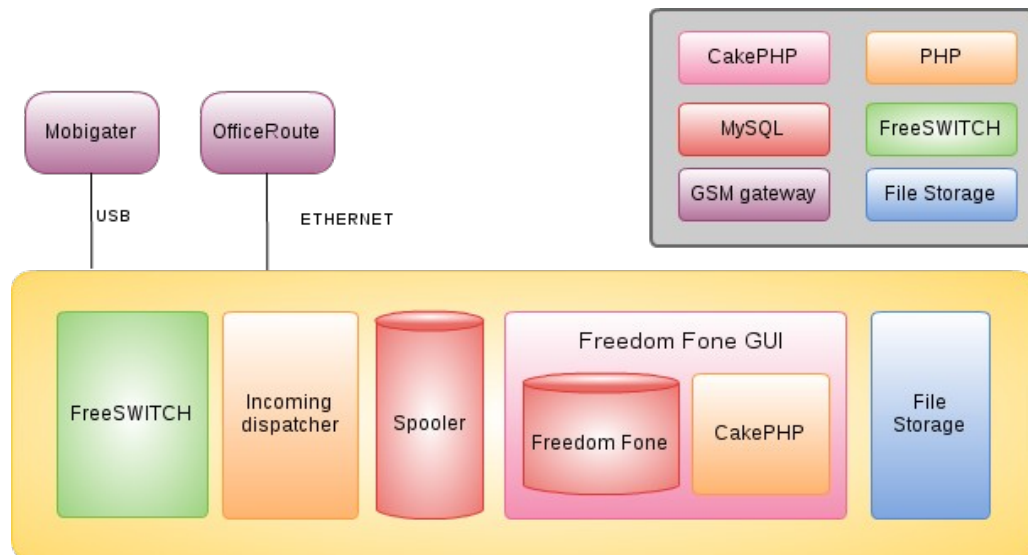 CakePHP
PHP
MySQL
FreeSWITCH
GSM gateway
File Storage
Mobigater
OfficeRoute
USB
ETHERNET
FreeSWITCH
Incoming
dispatcher
Spooler
Freedom Fone GUI
Freedom Fone
CakePHP
File
Storage